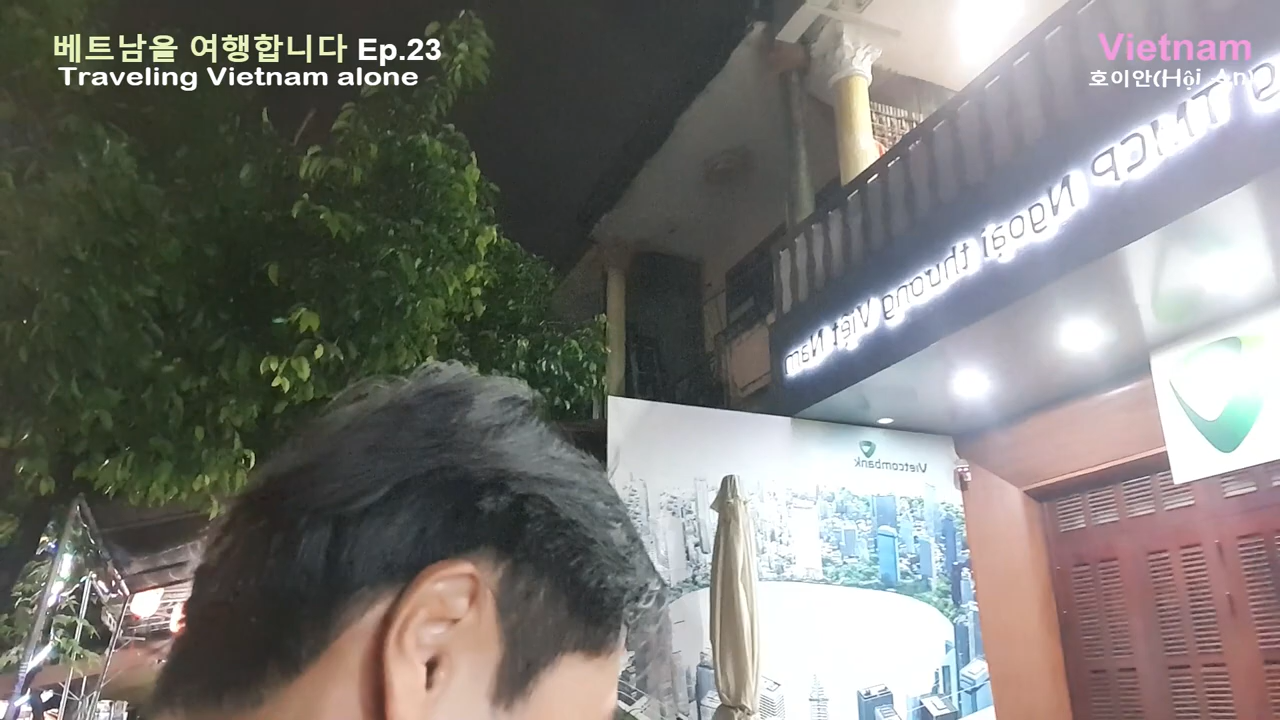 베트남을 여행합니다 Ep.23
Traveling Vietnam alone
Vietnam
호이안(Hội An)
TMCP Ngoại thương Việt Nam
Vietcombank